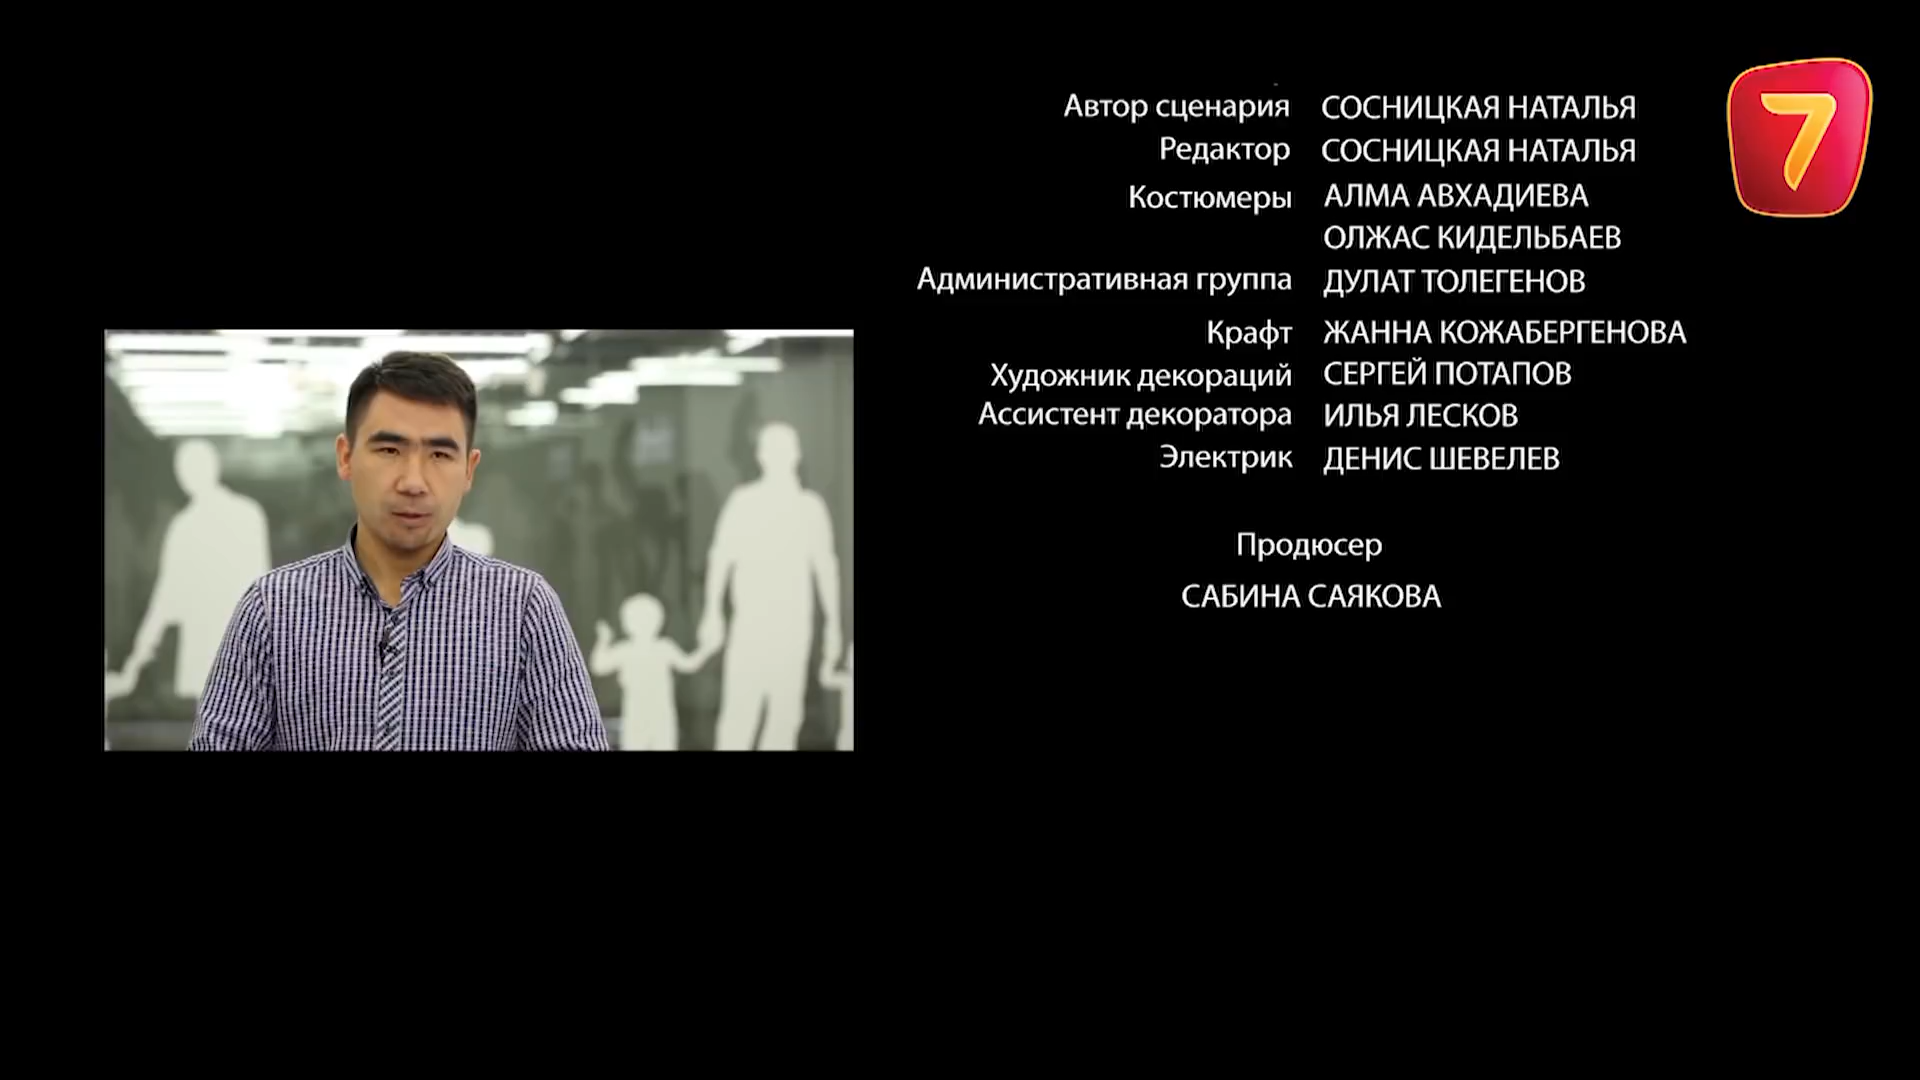 Автор сценария СОСНИЦКАЯ НАТАЛЬЯ
Редактор СОСНИЦКАЯ НАТАЛЬЯ
Костюмеры АЛМА АВХАДИЕВА
ОЛЖАС КИДЕЛЬБАЕВ
Административная группа ДУЛАТ ТОЛЕГЕНОВ
Крафт ЖАННА КОЖАБЕРГЕНОВА
Художник декораций СЕРГЕЙ ПОТАПОВ
Ассистент декоратора ИЛЬЯ ЛЕСКОВ
Электрик ДЕНИС ШЕВЕЛЕВ
Продюсер
САБИНА САЯКОВА
7